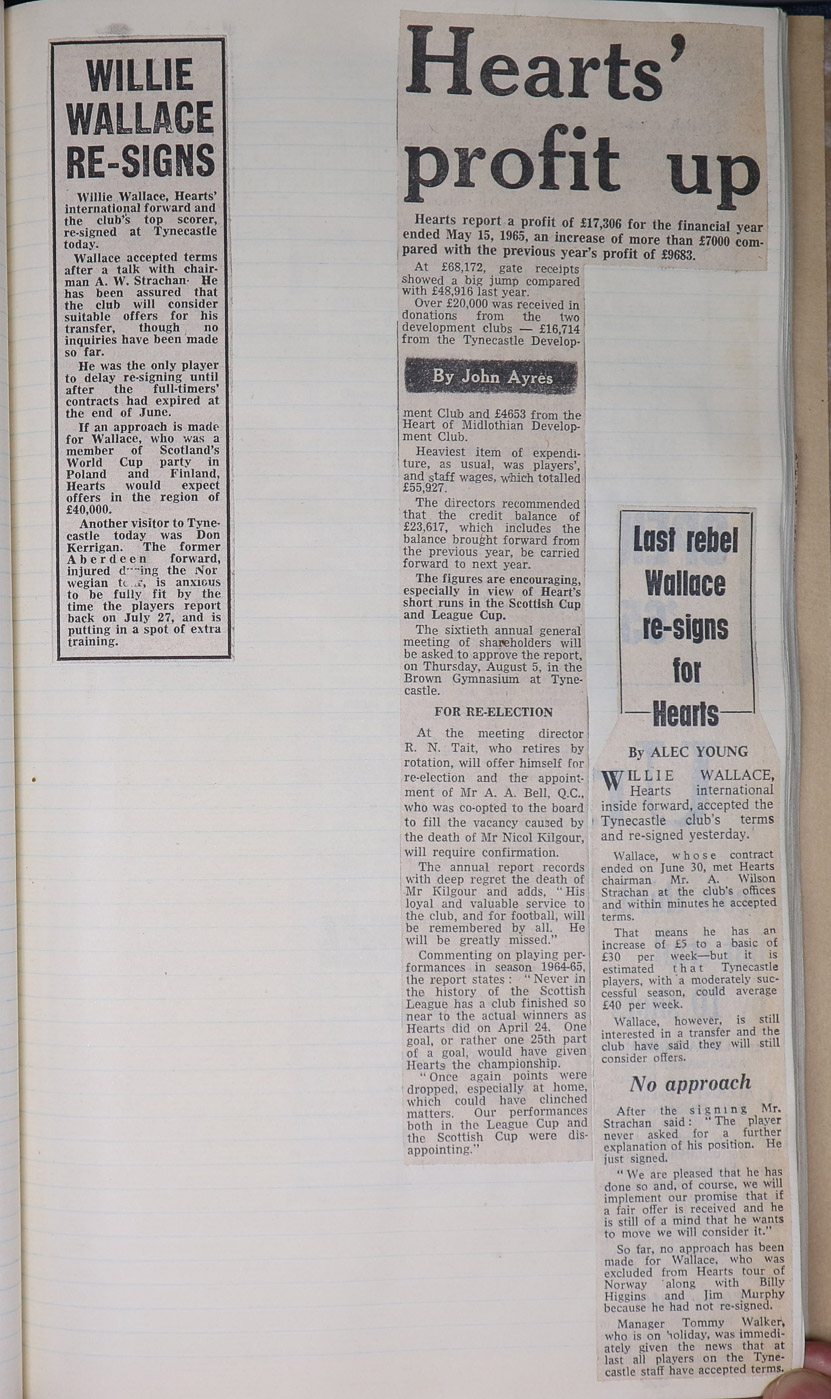 WILLIE
WALLACE
RE-SIGNS
Willie Wallace, Hearts'
international forward and
the club's top scorer,
re-signed at Tynecastle
today.
Wallace accepted terms
after a talk with chair-
man A. W. Strachan. He
has been assured that
the club will consider
suitable offers for his
transfer, though no
inquiries have been made
so far.
He was the only player
to delay re-signing until
after the full-timers'
contracts had expired at
the end of June.
If an approach is made
for Wallace, who was a
member of Scotland's
World Cup party in
Poland and Finland,
Hearts would expect
offers in the region of
£40,000.
Another visitor to Tyne-
castle today was Don
Kerrigan. The former
Aberdeen forward,
injured the Nor
wegian is anxious
to be fully fit by the
time the players report
back on July 27, and is
putting in a spot of extra
training.
Hearts'
profit up
Hearts report a profit of £17,306 for the financial year
ended May 15, 1965, an increase of more than £7000 com-
pared with the previous year's profit of £9683.
At £68,172, gate receipts
showed a big jump compared
with £48,916 last year.
Over £20,000 was received in
donations from the two
development clubs — £16,714
from the Tynecastle Develop-
By John Ayres
ment Club and £4653 from the
Heart of Midlothian Develop-
ment Club.
Heaviest item of expendi-
ture, as usual, was players',
and staff wages, which totalled
£55,927.
The directors recommended
that the credit balance of
£23,617, which includes the
balance brought forward from
the previous year, be carried
forward to next year.
The figures are encouraging,
especially in view of Heart's
short runs in the Scottish Cup
and League Cup.
The sixtieth annual general
meeting of shareholders will
be asked to approve the report,
on Thursday, August 5, in the
Brown Gymnasium at Tyne-
castle.
FOR RE-ELECTION
At the meeting director
R. N. Tait, who retires by
rotation, will offer himself for
re-election and the appoint-
ment of Mr A. A. Bell, Q.C.,
who was co-opted to the board
to fill the vacancy caused by
the death of Mr Nicol Kilgour,
will require confirmation.
The annual report records
with deep regret the death of
Mr Kilgour and adds, "His
loyal and valuable service to
the club, and for football, will
be remembered by all. He
will be greatly missed."
Commenting on playing per-
formances in season 1964-65,
the report states: "Never in
the history of the Scottish
League has a club finished so
near to the actual winners as
Hearts did on April 24. One
goal, or rather one 25th part
of a goal, would have given
Hearts the championship.
"Once again points were
dropped, especially at home,
which could have clinched
matters. Our performances
both in the League Cup and
the Scottish Cup were dis-
appointing."
Last rebel
Wallace
re-signs
for
Hearts
By ALEC YOUNG
WILLIE WALLACE,
Hearts international
inside forward, accepted the
Tynecastle club's terms
and re-signed yesterday.
Wallace, whose contract
ended on June 30, met Hearts
chairman Mr. A. Wilson
Strachan at the club's offices
and within minutes he accepted
terms.
That means he has an
increase of £5 to a basic of
£30 per week—but it is
estimated that Tynecastle
players, with a moderately suc-
cessful season, could average
£40 per week.
Wallace, however, is still
interested in a transfer and the
club have said they will still
consider offers.
No approach
After the signing Mr.
Strachan said: "The player
never asked for a further
explanation of his position. He
just signed.
"We are pleased that he has
done so and, of course, we will
implement our promise that if
a fair offer is received and he
is still of a mind that he wants
to move we will consider it."
So far, no approach has been
made for Wallace, who was
excluded from Hearts tour of
Norway along with Billy
Higgins and Jim Murphy
because he had not re-signed.
Manager Tommy Walker,
who is on holiday, was immedi-
ately given the news that at
last all players on the Tyne-
castle staff have accepted terms.